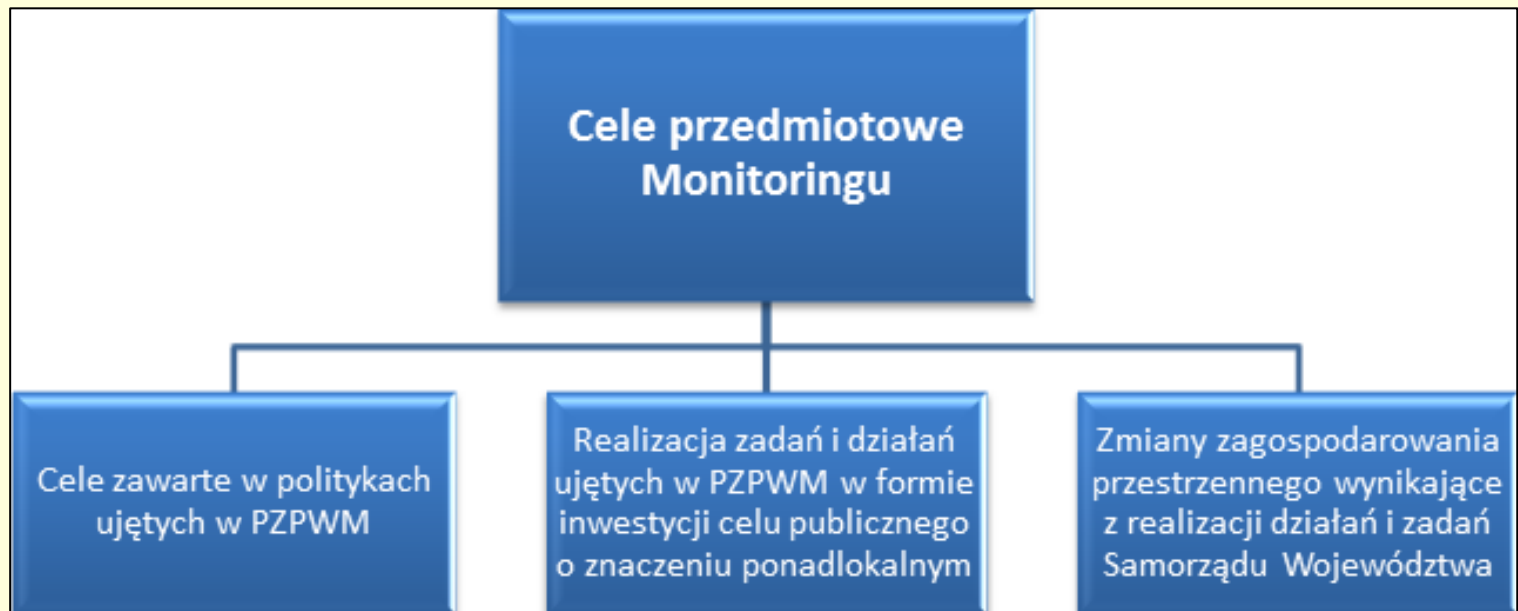 Cele przedmiotowe
Monitoringu
Cele zawarte w politykach
ujętych w PZPWM
Realizacja zadań i działań
ujętych w PZPWM w formie
inwestycji celu publicznego
o znaczeniu ponadlokalnym
Zmiany zagospodarowania
przestrzennego wynikające
z realizacji działań i zadań
Samorządu Województwa